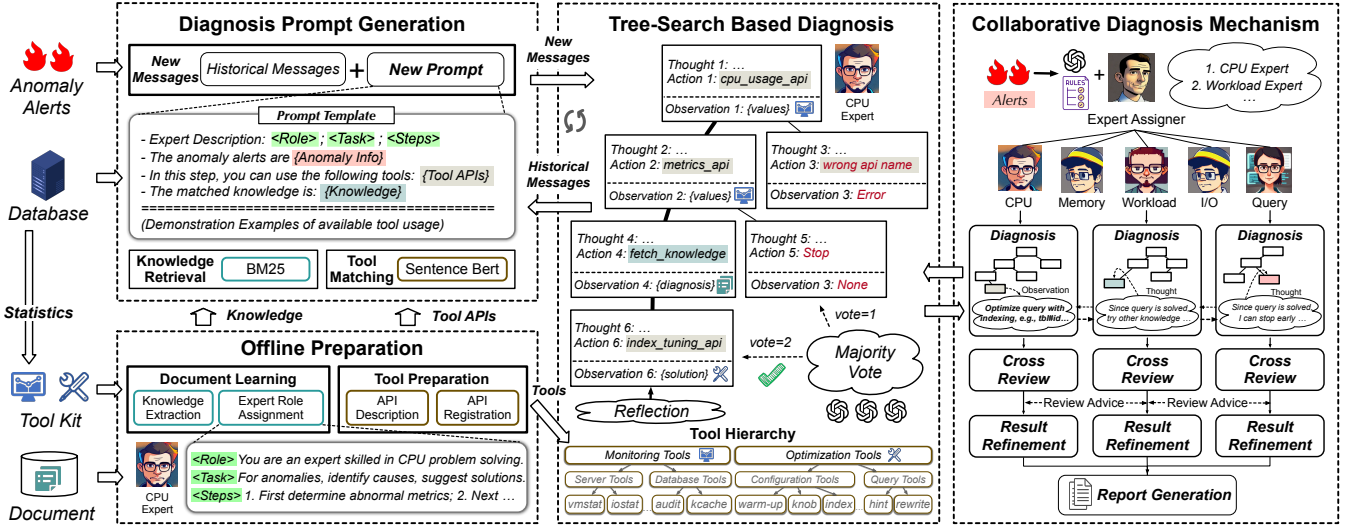 Diagnosis Prompt Generation
New
Messages
Historical Messages
+
New Prompt
Anomaly
Alerts
Prompt Template
- Expert Description: <Role> ; <Task> ; <Steps>
- The anomaly alerts are {Anomaly Info}
- In this step, you can use the following tools: {Tool APIs}
- The matched knowledge is: {Knowledge}
==============================================
(Demonstration Examples of available tool usage)
Database
Knowledge
Retrieval
BM25
Tool
Matching
Sentence Bert
Statistics
Knowledge
Tool APIs
Offline Preparation
Document Learning
Knowledge
Extraction
Expert Role
Assignment
Tool Preparation
API
Description
API
Registration
Tools
Tool Kit
Document
CPU
Expert
<Role> You are an expert skilled in CPU problem solving.
<Task> For anomalies, identify causes, suggest solutions.
<Steps> 1. First determine abnormal metrics; 2. Next …
New
Messages
Historical
Messages
Tree-Search Based Diagnosis
Thought 1: …
Action 1: cpu_usage_api
Observation 1: {values}
CPU
Expert
Thought 2: …
Action 2: metrics_api
Observation 2: {values}
Thought 3: …
Action 3: wrong api name
Observation 3: Error
Thought 4: …
Action 4: fetch_knowledge
Observation 4: {diagnosis}
Thought 5: …
Action 5: Stop
Observation 3: None
Thought 6: …
Action 6: index_tuning_api
Observation 6: {solution}
vote=1
vote=2
Majority
Vote
Reflection
Tool Hierarchy
Monitoring Tools
Optimization Tools
Server Tools
Database Tools
Configuration Tools
Query Tools
vmstat
iostat
...
audit
kcache
warm-up
knob
index
...
hint
rewrite
Collaborative Diagnosis Mechanism
Alerts
RULES
+
1. CPU Expert
2. Workload Expert
…
Expert Assigner
CPU
Memory
Workload
I/O
Query
Diagnosis
Observation
Optimize query with
indexing, e.g., tbl#id…
Diagnosis
Thought
Since query is solved,
try other knowledge …
Diagnosis
Thought
Since query is solved,
I can stop early …
Cross
Review
Cross
Review
Cross
Review
Review Advice
Review Advice
Result
Refinement
Result
Refinement
Result
Refinement
Report Generation